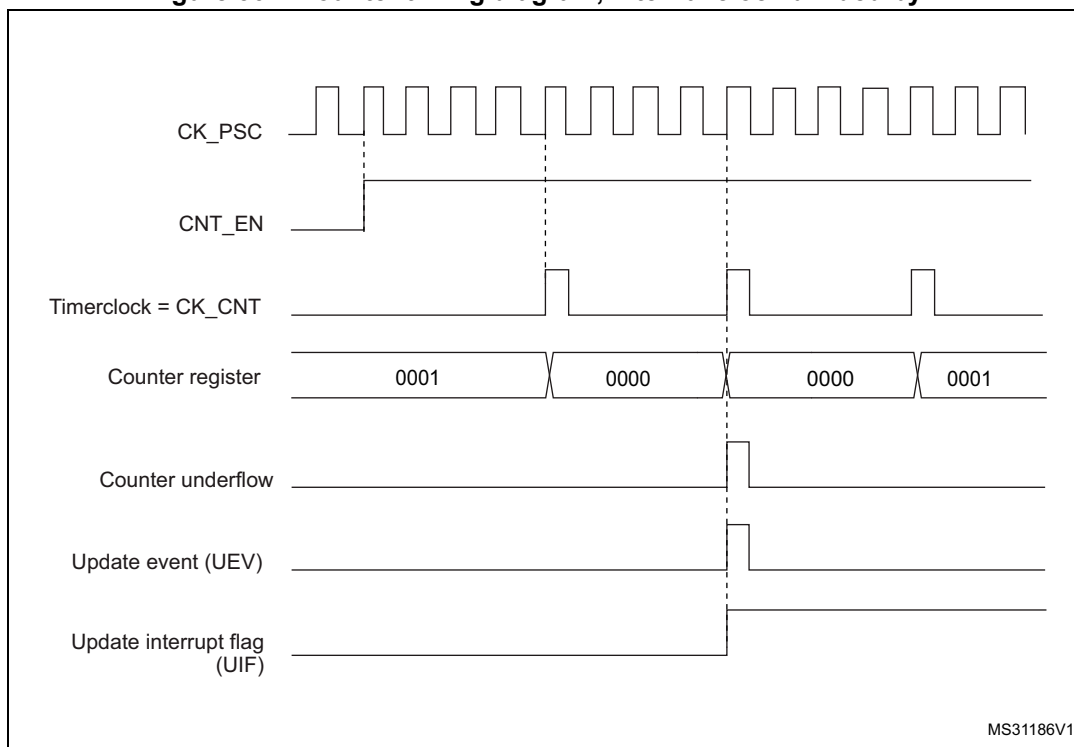 CK_PSC
CNT_EN
Timerclock = CK_CNT
Counter register 0001 0000 0000 0001
Counter underflow
Update event (UEV)
Update interrupt flag
(UIF)
MS31186V1